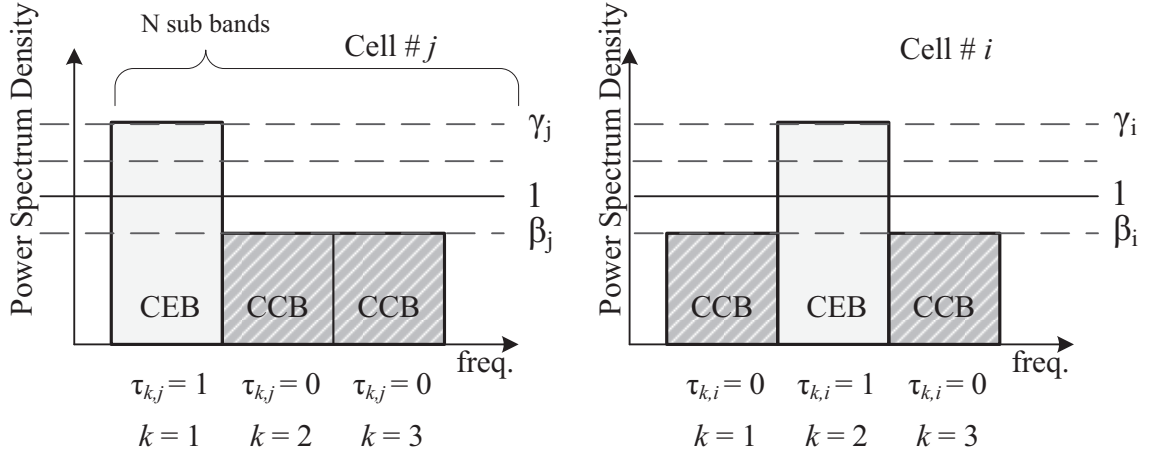 N sub bands
Cell # j
Power Spectrum Density
γj
1
βj
CEB CCB CCB
freq.
τk,j = 1 τk,j = 0 τk,j = 0
k = 1 k = 2 k = 3
Cell # i
Power Spectrum Density
γi
1
βi
CCB CEB CCB
freq.
τk,i = 0 τk,i = 1 τk,i = 0
k = 1 k = 2 k = 3